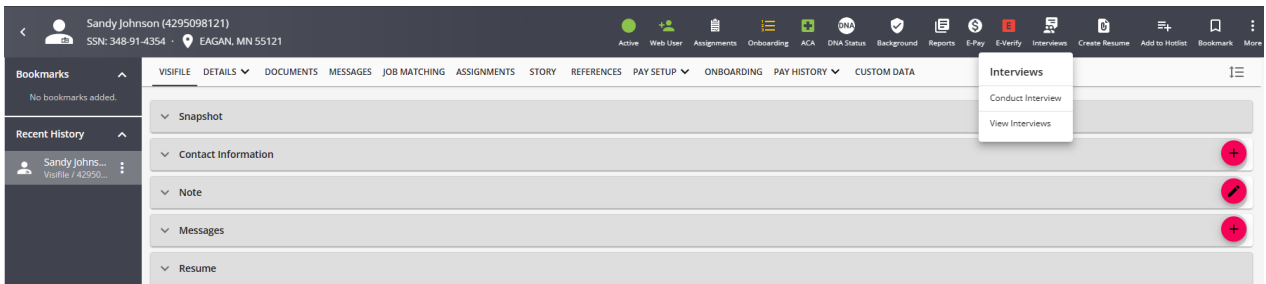 Sandy Johnson (4295098121)
SSN: 348-91-4354 · EAGAN, MN 55121
Active Web User Assignments Onboarding ACA DNA Status Background Reports E-Pay E-Verify Interviews Create Resume Add to Hotlist Bookmark More
DNA
E
Bookmarks
No bookmarks added.
Recent History
Sandy Johns...
Visifile / 42950...
VISIFILE DETAILS DOCUMENTS MESSAGES JOB MATCHING ASSIGNMENTS STORY REFERENCES PAY SETUP ONBOARDING PAY HISTORY CUSTOM DATA
Interviews
Conduct Interview
View Interviews
Snapshot
Contact Information
Note
Messages
Resume